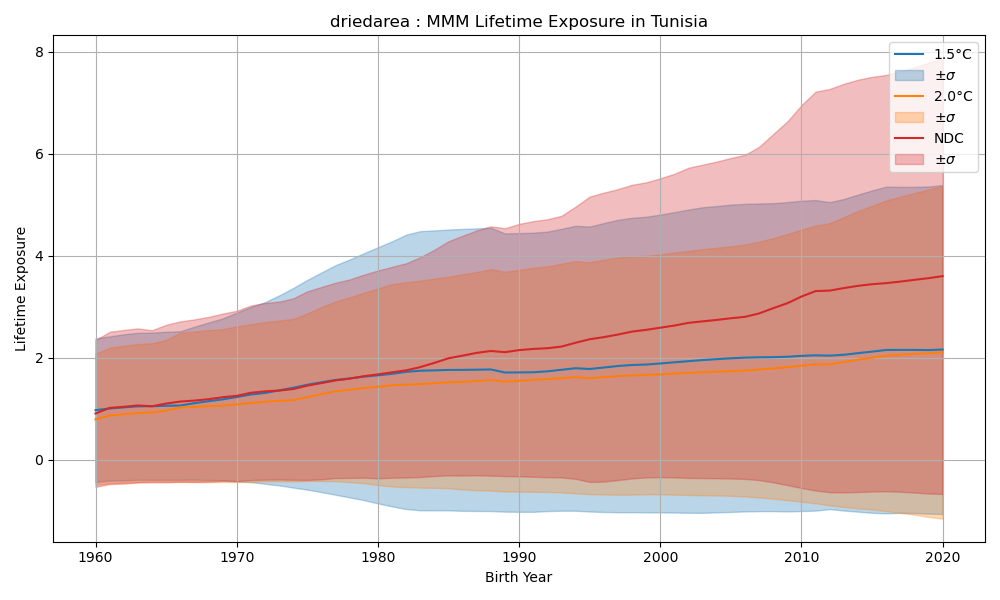 driedarea : MMM Lifetime Exposure in Tunisia
8
6
4
2
0
Lifetime Exposure
1.5°C
±σ
2.0°C
±σ
NDC
±σ
1960 1970 1980 1990 2000 2010 2020
Birth Year